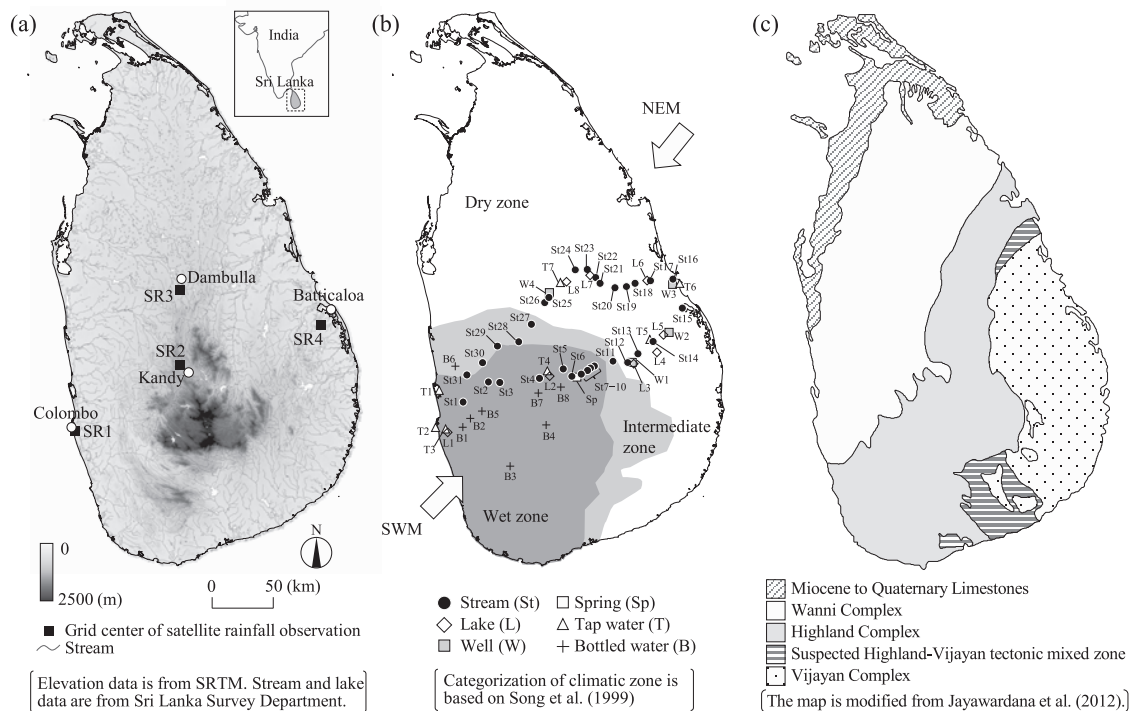 (a)
India
Sri Lanka
Dambulla
SR3
Batticaloa
SR4
SR2
Kandy
Colombo
SR1
0
2500 (m)
N
0 50 (km)
Grid center of satellite rainfall observation
Stream
Elevation data is from SRTM. Stream and lake
data are from Sri Lanka Survey Department.
(b)
NEM
Dry zone
St24
St23
St22
St21
L6
St17
St16
T7
L8
L7
W4
St20
St19
St18
W3
T6
St26
St25
St15
St27
St28
St29
St13
T5
L5
W2
St12
St14
L4
B6
St30
T4
St5
St6
St11
W1
L3
St31
T1
St2
St3
St4
L2
St7−10
Sp
B7
B8
St1
B5
B2
B1
B4
T2
L1
T3
B3
Intermediate
zone
Wet zone
SWM
Stream (St)
Spring (Sp)
Lake (L)
Tap water (T)
Well (W)
Bottled water (B)
Categorization of climatic zone is
based on Song et al. (1999)
(c)
Miocene to Quaternary Limestones
Wanni Complex
Highland Complex
Suspected Highland-Vijayan tectonic mixed zone
Vijayan Complex
The map is modified from Jayawardana et al. (2012).